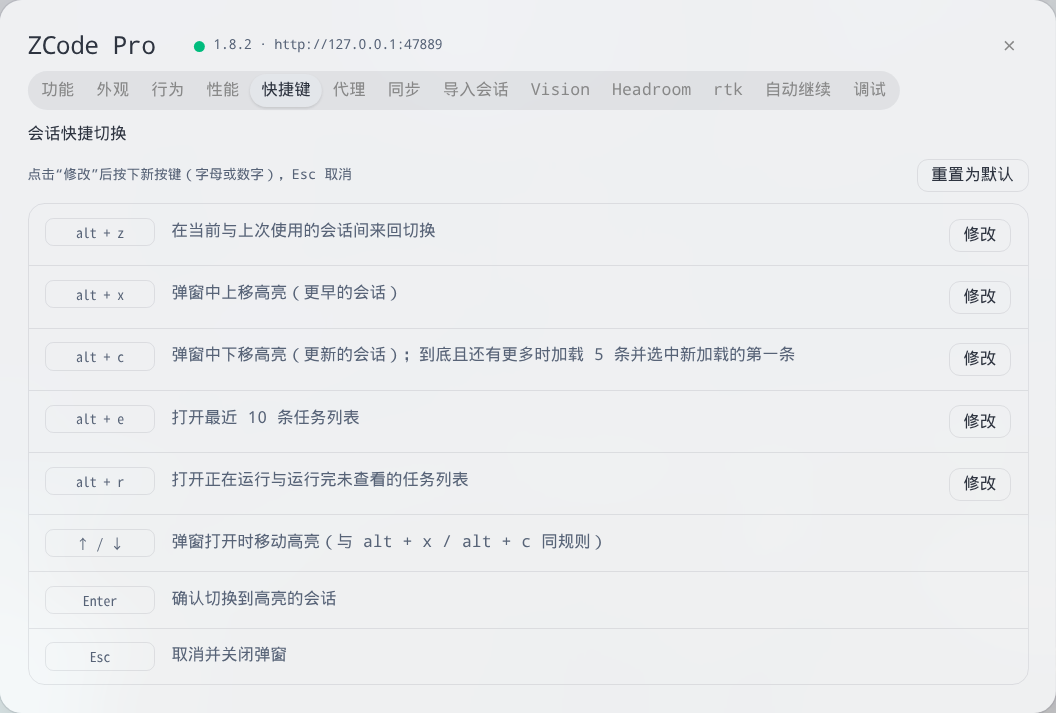 ZCode Pro 1.8.2 · http://127.0.0.1:47889 ×
功能 外观 行为 性能 快捷键 代理 同步 导入会话 Vision Headroom rtk 自动继续 调试
会话快捷切换
点击“修改”后按下新按键(字母或数字), Esc 取消 重置为默认
alt + z 在当前与上次使用的会话间来回切换 修改
alt + x 弹窗中上移高亮(更早的会话) 修改
alt + c 弹窗中下移高亮(更新的会话); 到底且还有更多时加载 5 条并选中新加载的第一条 修改
alt + e 打开最近 10 条任务列表 修改
alt + r 打开正在运行与运行完未查看的任务列表 修改
↑ / ↓ 弹窗打开时移动高亮(与 alt + x / alt + c 同规则)
Enter 确认切换到高亮的会话
Esc 取消并关闭弹窗